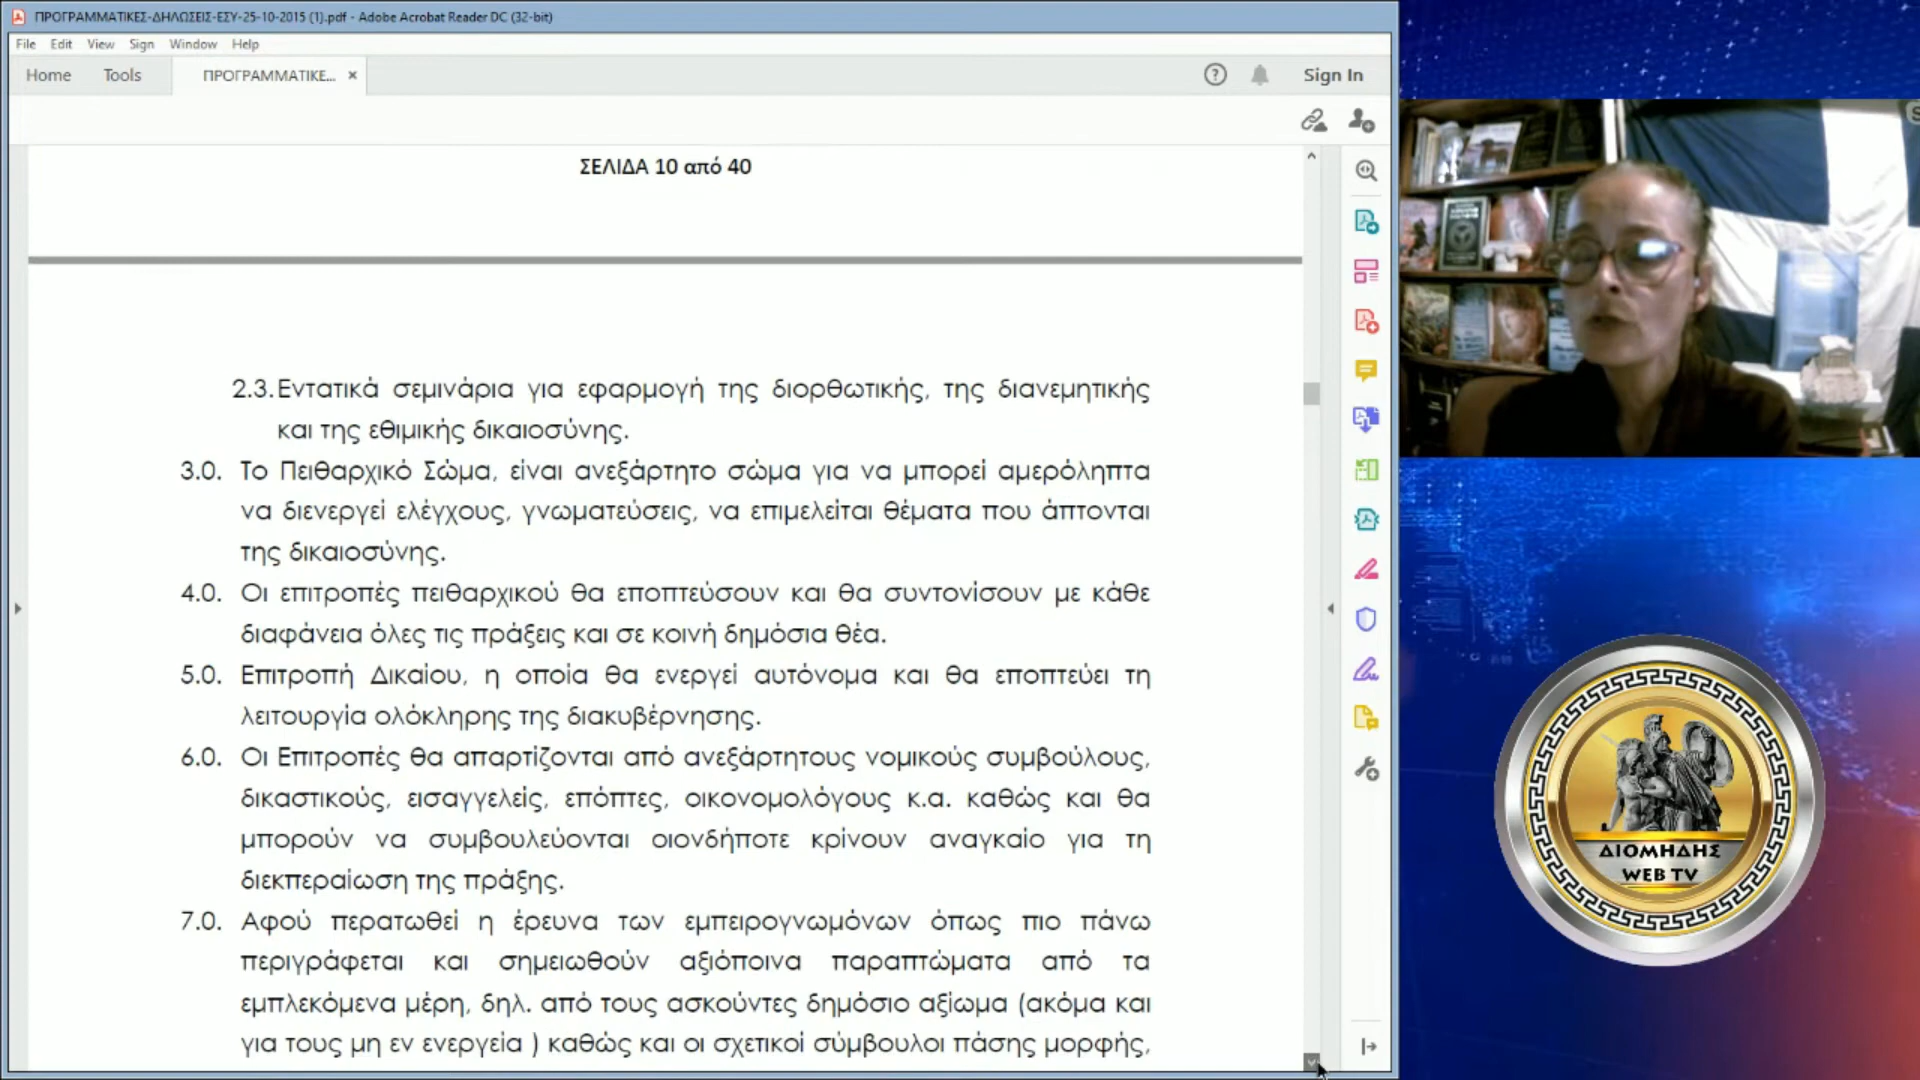 ΠΡΟΓΡΑΜΜΑΤΙΚΕΣ-ΔΗΛΩΣΕΙΣ-ΕΣΥ-25-10-2015 (1).pdf - Adobe Acrobat Reader DC (32-bit)
File Edit View Sign Window Help
Home Tools ΠΡΟΓΡΑΜΜΑΤΙΚΕ... × Sign In
ΣΕΛΙΔΑ 10 από 40
2.3. Εντατικά σεμινάρια για εφαρμογή της διορθωτικής, της διανεμητικής
και της εθιμικής δικαιοσύνης.
3.0. Το Πειθαρχικό Σώμα, είναι ανεξάρτητο σώμα για να μπορεί αμερόληπτα
να διενεργεί ελέγχους, γνωματεύσεις, να επιμελείται θέματα που άπτονται
της δικαιοσύνης.
4.0. Οι επιτροπές πειθαρχικού θα εποπτεύσουν και θα συντονίσουν με κάθε
διαφάνεια όλες τις πράξεις και σε κοινή δημόσια θέα.
5.0. Επιτροπή Δικαίου, η οποία θα ενεργεί αυτόνομα και θα εποπτεύει τη
λειτουργία ολόκληρης της διακυβέρνησης.
6.0. Οι Επιτροπές θα απαρτίζονται από ανεξάρτητους νομικούς συμβούλους,
δικαστικούς, εισαγγελείς, επόπτες, οικονομολόγους κ.α. καθώς και θα
μπορούν να συμβουλεύονται οιονδήποτε κρίνουν αναγκαίο για τη
διεκπεραίωση της πράξης.
7.0. Αφού περατωθεί η έρευνα των εμπειρογνωμόνων όπως πιο πάνω
περιγράφεται και σημειωθούν αξιόποινα παραπτώματα από τα
εμπλεκόμενα μέρη, δηλ. από τους ασκούντες δημόσιο αξίωμα (ακόμα και
για τους μη εν ενεργεία ) καθώς και οι σχετικοί σύμβουλοι πάσης μορφής,
ΔΙΟΜΗΔΗΣ
WEB TV